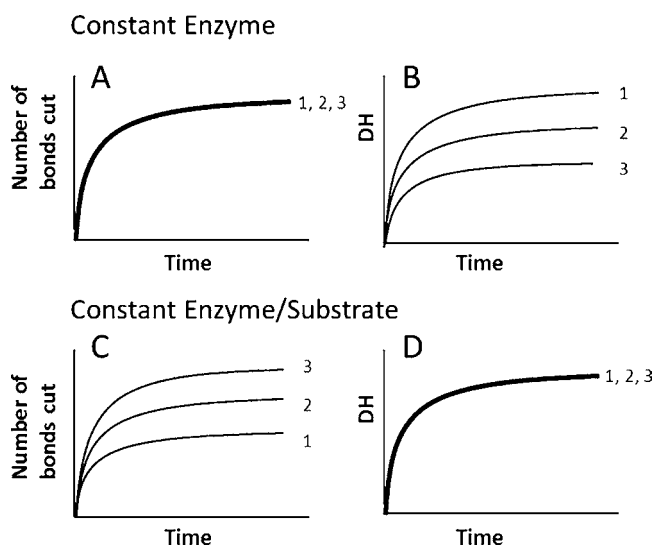 Constant Enzyme
A
Number of
bonds cut
1, 2, 3
Time
B
DH
1
2
3
Time
Constant Enzyme/Substrate
C
Number of
bonds cut
3
2
1
Time
D
DH
1, 2, 3
Time